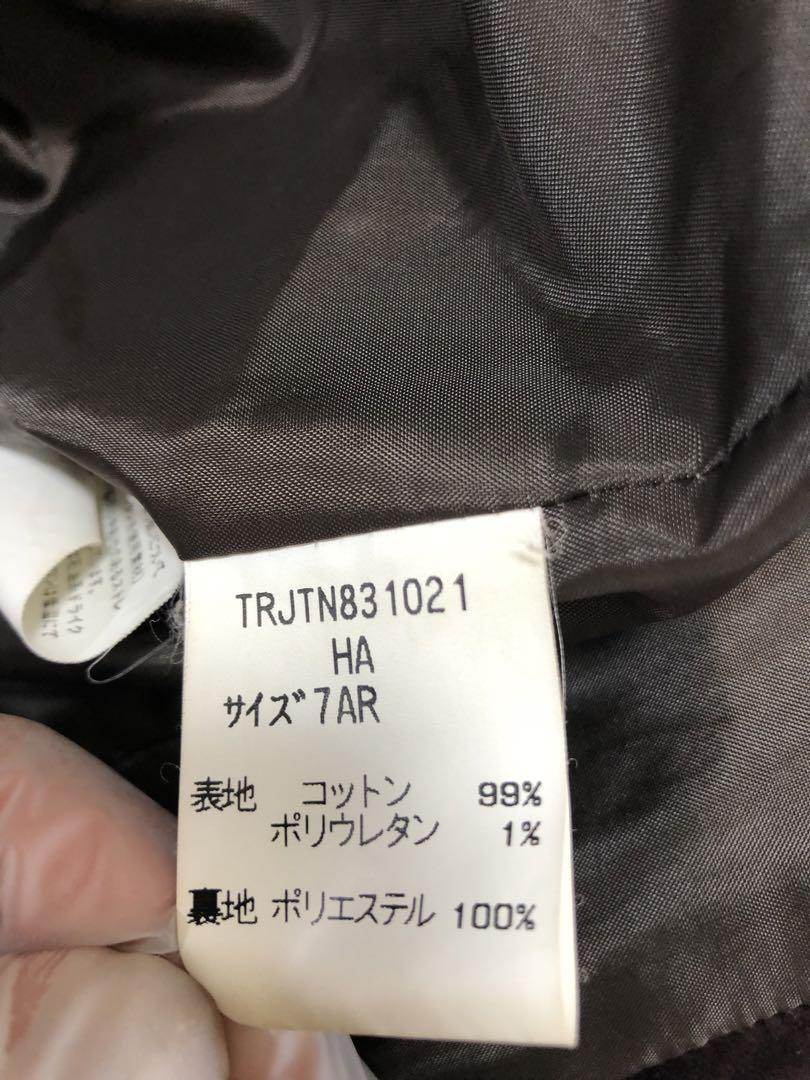 TRJTN831021
HA
サイズ 7AR
表地 コットン 99%
ポリウレタン 1%
裏地 ポリエステル 100%